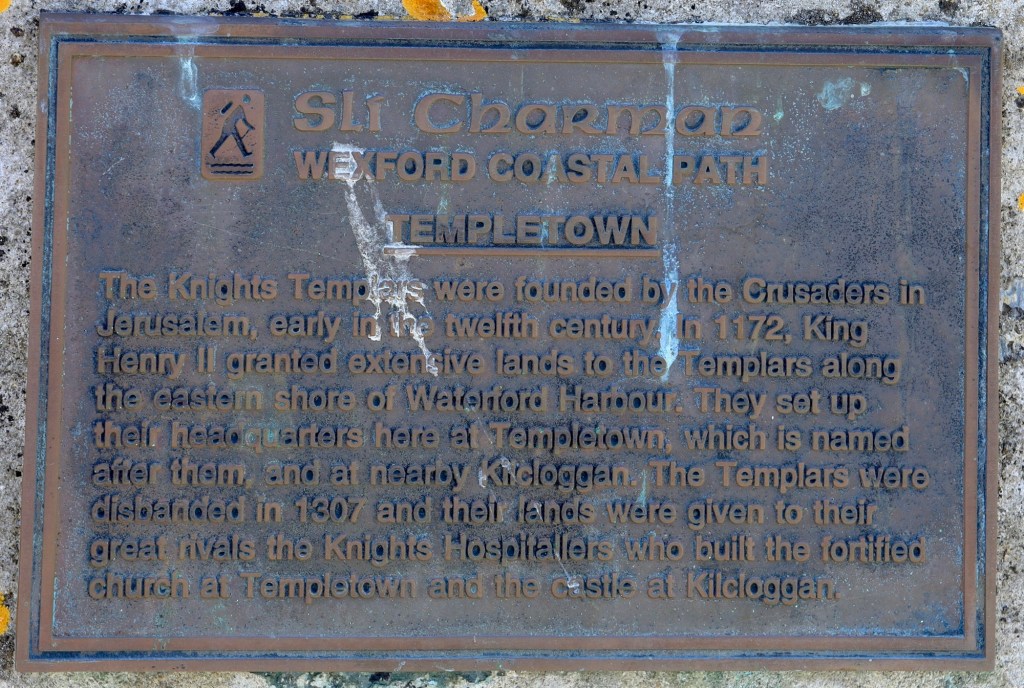 Slí Charman
WEXFORD COASTAL PATH
TEMPLETOWN
The Knights Templars were founded by the Crusaders in
Jerusalem, early in the twelfth century. In 1172, King
Henry II granted extensive lands to the Templars along
the eastern shore of Waterford Harbour. They set up
their headquarters here at Templetown, which is named
after them, and at nearby Kilcloggan. The Templars were
disbanded in 1307 and their lands were given to their
great rivals the Knights Hospitallers who built the fortified
church at Templetown and the castle at Kilcloggan.